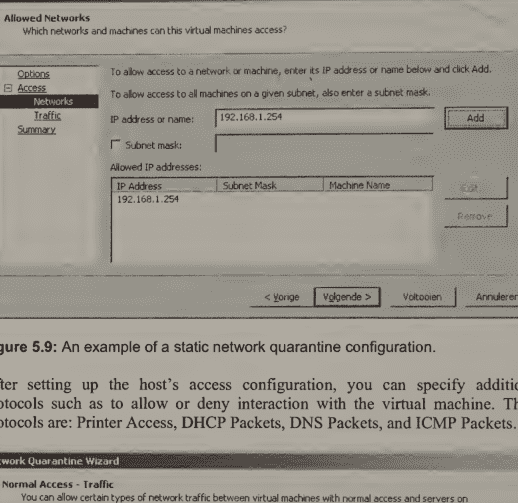 Allowed Networks
Which networks and machines can this virtual machines access?
Options
Access
Networks
Traffic
Summary
To allow access to a network or machine, enter its IP address or name below and click Add.
To allow access to all machines on a given subnet, also enter a subnet mask.
IP address or name:
192.168.1.254
Add
Subnet mask:
Allowed IP addresses:
IP Address Subnet Mask Machine Name
192.168.1.254
Remove
< Vorige
Volgende >
Voltooien
Annuleren
gure 5.9: An example of a static network quarantine configuration.
fter setting up the host's access configuration, you can specify additio
otocols such as to allow or deny interaction with the virtual machine. Th
otocols are: Printer Access, DHCP Packets, DNS Packets, and ICMP Packets.
work Quarantine Wizard
Normal Access - Traffic
You can allow certain types of network traffic between virtual machines with normal access and servers on